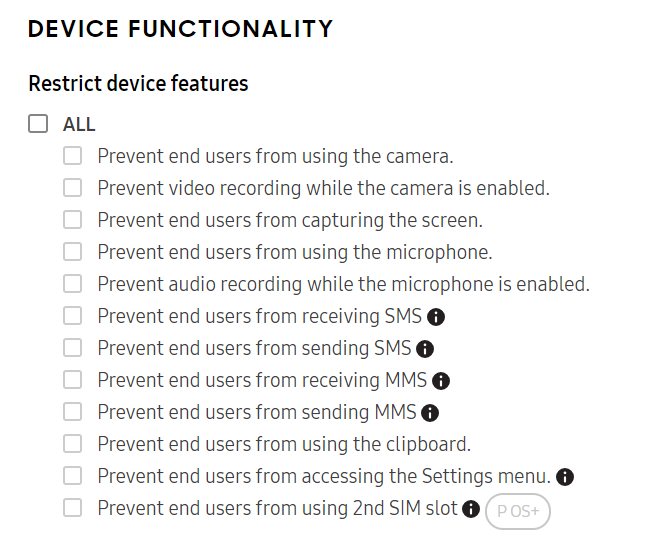 DEVICE FUNCTIONALITY
Restrict device features
ALL
Prevent end users from using the camera.
Prevent video recording while the camera is enabled.
Prevent end users from capturing the screen.
Prevent end users from using the microphone.
Prevent audio recording while the microphone is enabled.
Prevent end users from receiving SMS
Prevent end users from sending SMS
Prevent end users from receiving MMS
Prevent end users from sending MMS
Prevent end users from using the clipboard.
Prevent end users from accessing the Settings menu.
Prevent end users from using 2nd SIM slot P OS+